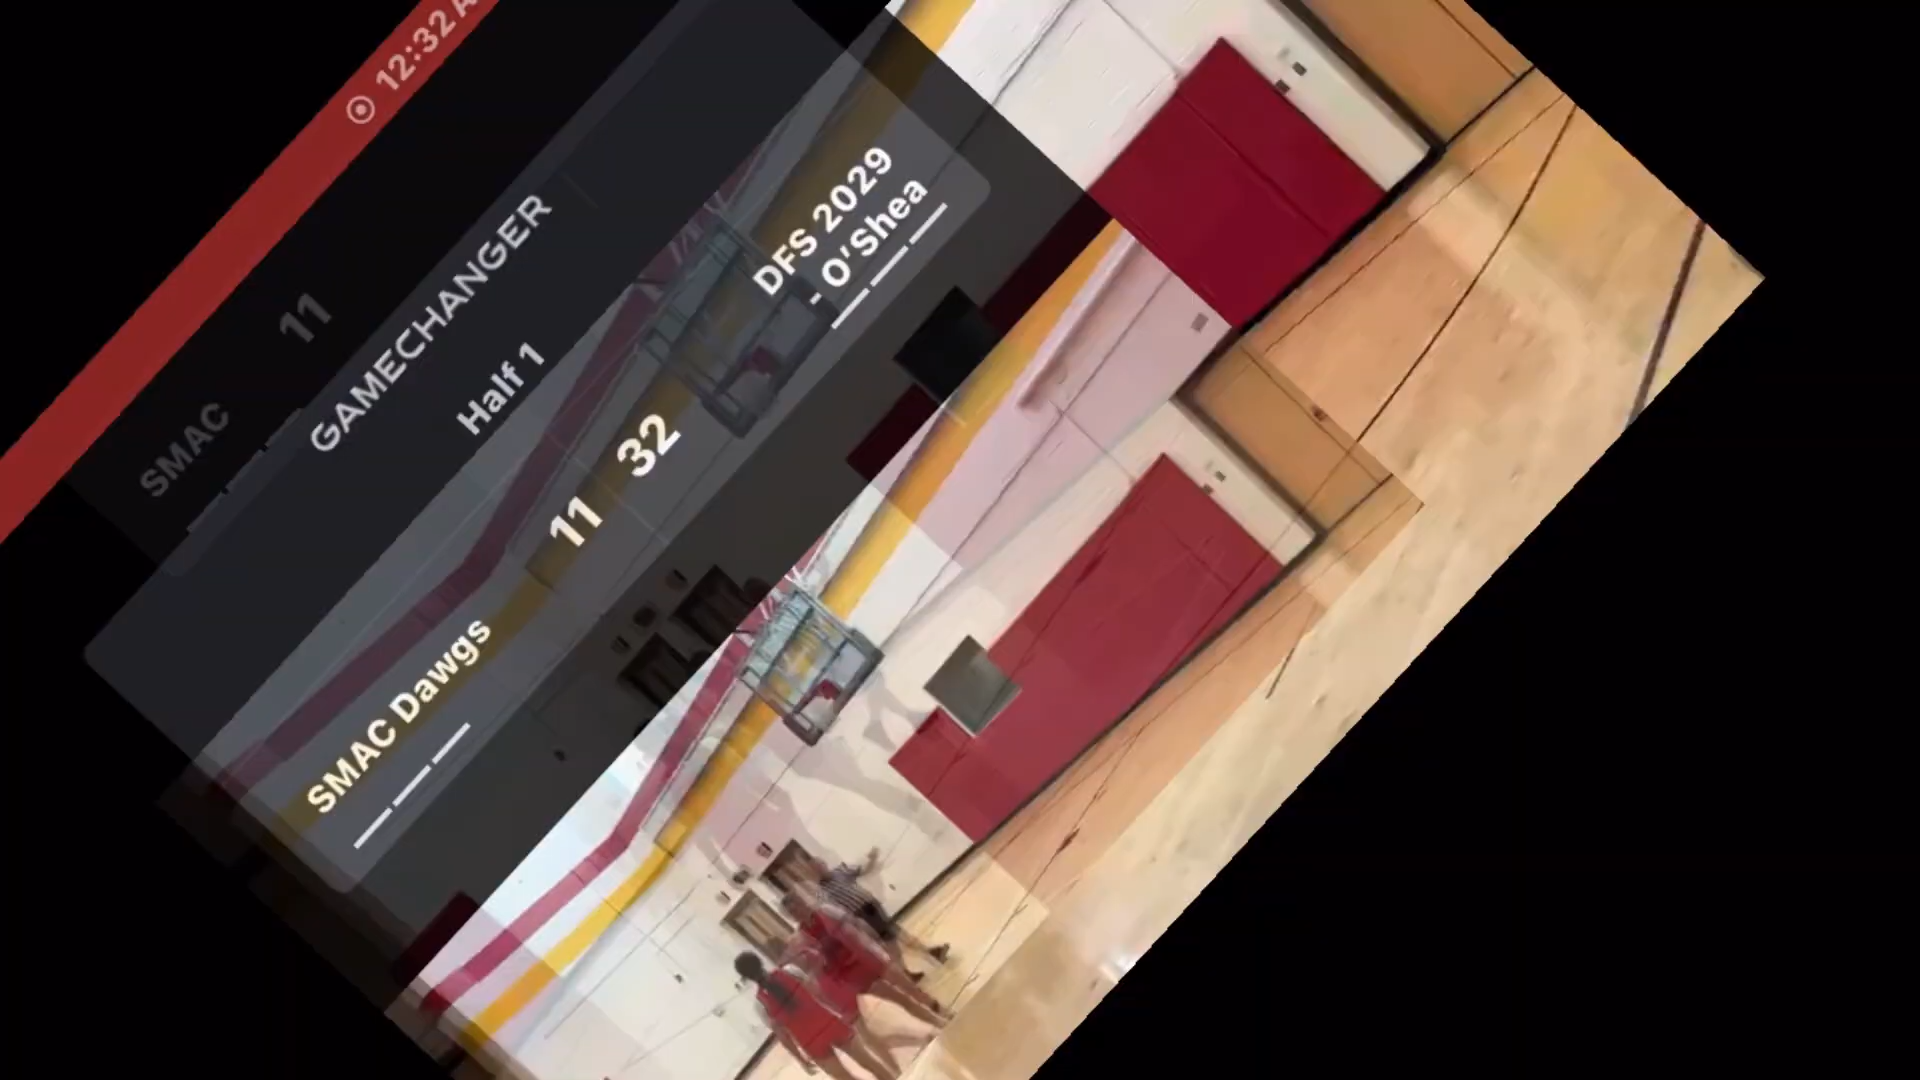 12:32
SMAC 11
GAMECHANGER
Half 1
SMAC Dawgs 11 32 DFS 2029
- O'Shea